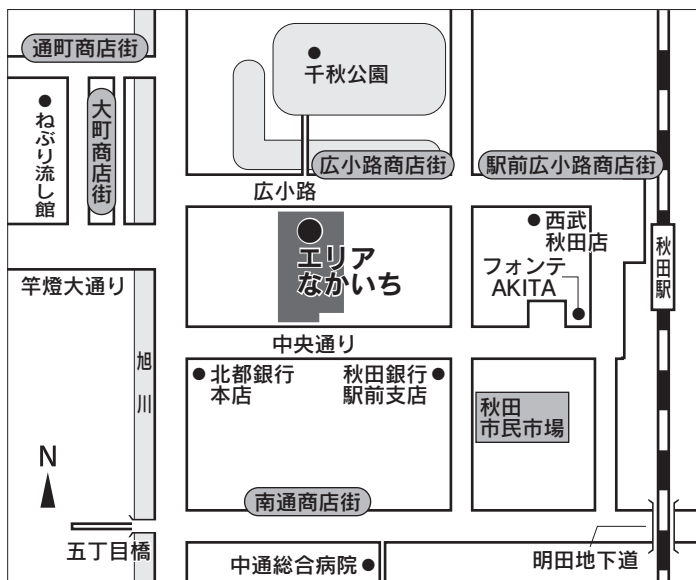 通町商店街
千秋公園
ねぶり流し館
大町商店街
広小路商店街
駅前広小路商店街
広小路
西武
秋田店
エリア
なかいち
フォンテ
AKITA
秋田駅
竿燈大通り
中央通り
旭川
北都銀行
本店
秋田銀行
駅前支店
秋田
市民市場
N
南通商店街
五丁目橋
中通総合病院
明田地下道